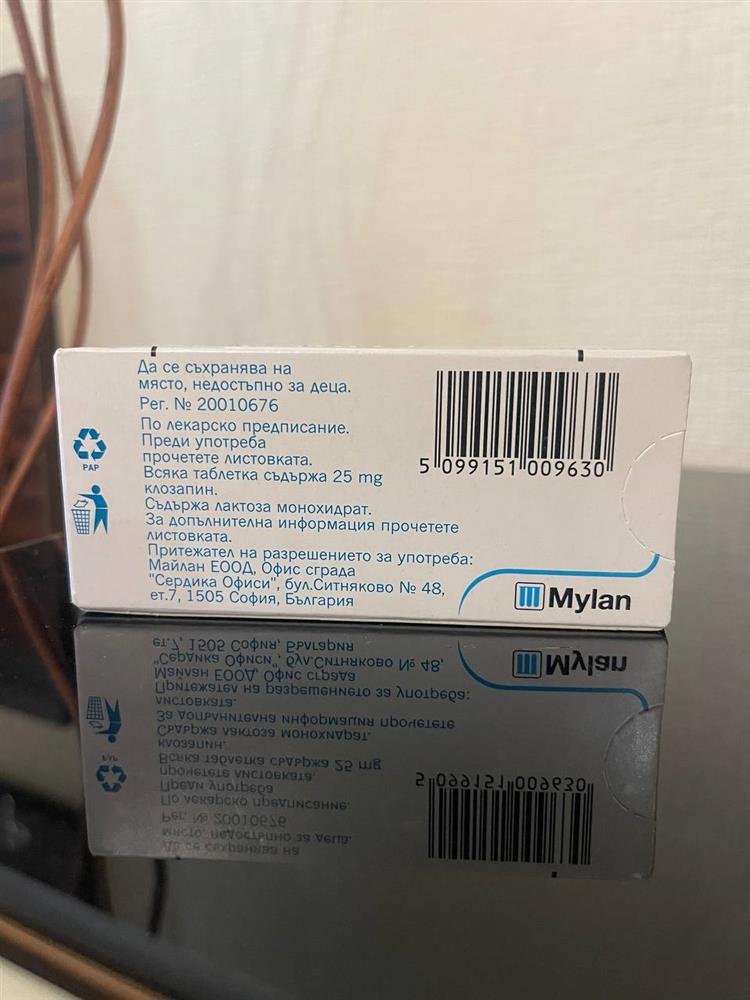 Да се съхранява на
място, недостъпно за деца.
Рег. № 20010676
По лекарско предписание.
Преди употреба
прочетете листовката.
Всяка таблетка съдържа 25 mg
клозапин.
Съдържа лактоза монохидрат.
За допълнителна информация прочетете
листовката.
Притежател на разрешението за употреба:
Майлан ЕООД, Офис сграда
"Сердика Офиси", бул.Ситняково № 48,
ет.7, 1505 София, България
PAP
5 099151 009630
Mylan